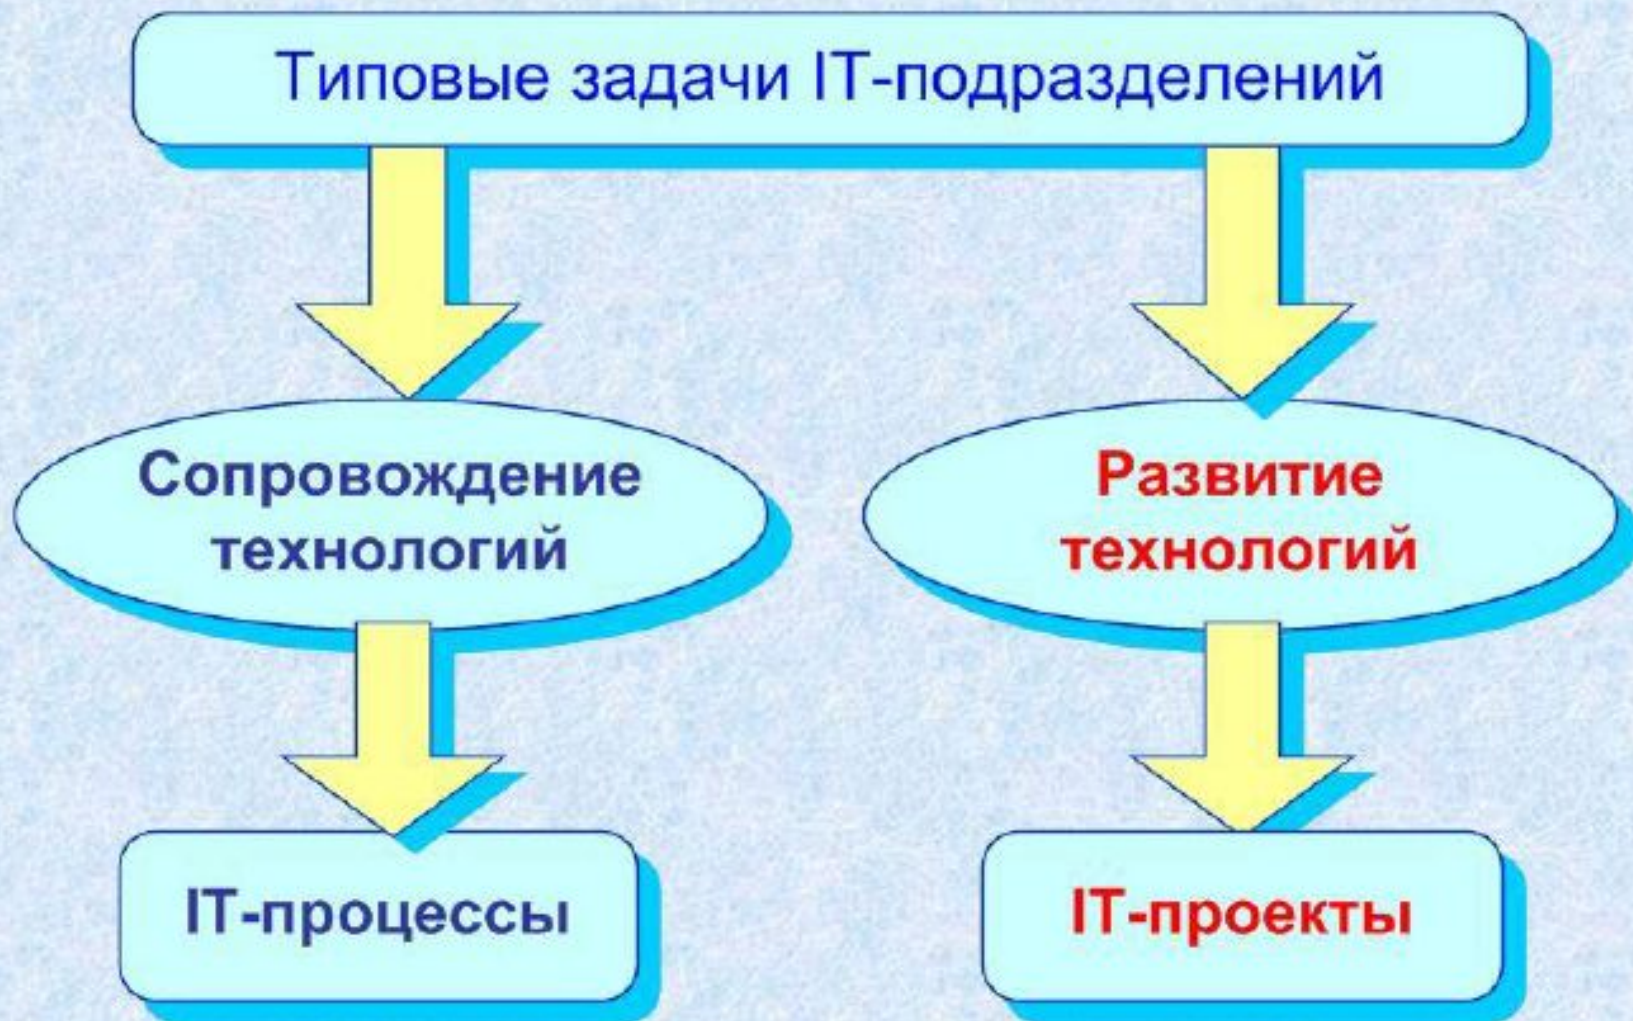 Типовые задачи IT-подразделений
Сопровождение
технологий
Развитие
технологий
IT-процессы
IT-проекты